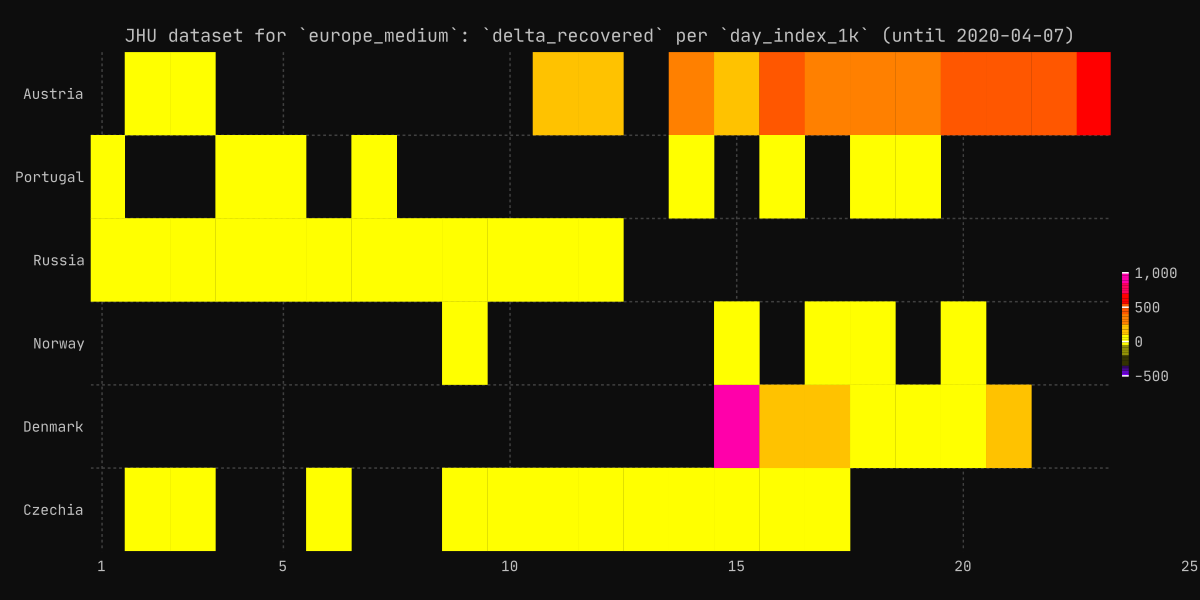 JHU dataset for `europe_medium`: `delta_recovered` per `day_index_1k` (until 2020-04-07)
Austria
Portugal
Russia
Norway
Denmark
Czechia
1,000
500
0
-500
1 5 10 15 20 25